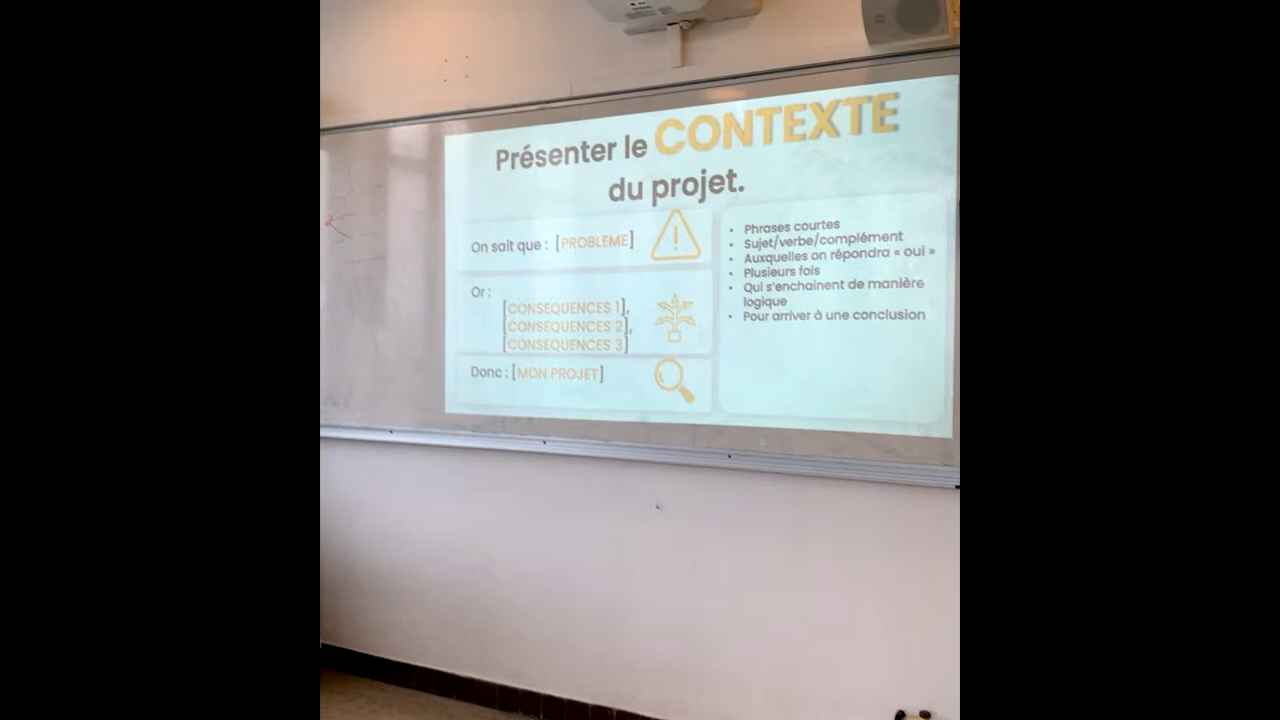 Présenter le CONTEXTE
du projet.
On sait que : [PROBLEME]
Or :
[CONSEQUENCES 1],
[CONSEQUENCES 2],
[CONSEQUENCES 3]
Donc : [MON PROJET]
• Phrases courtes
• Sujet/verbe/complément
• Auxquelles on répondra « oui »
• Plusieurs fois
• Qui s'enchainent de manière
logique
• Pour arriver à une conclusion